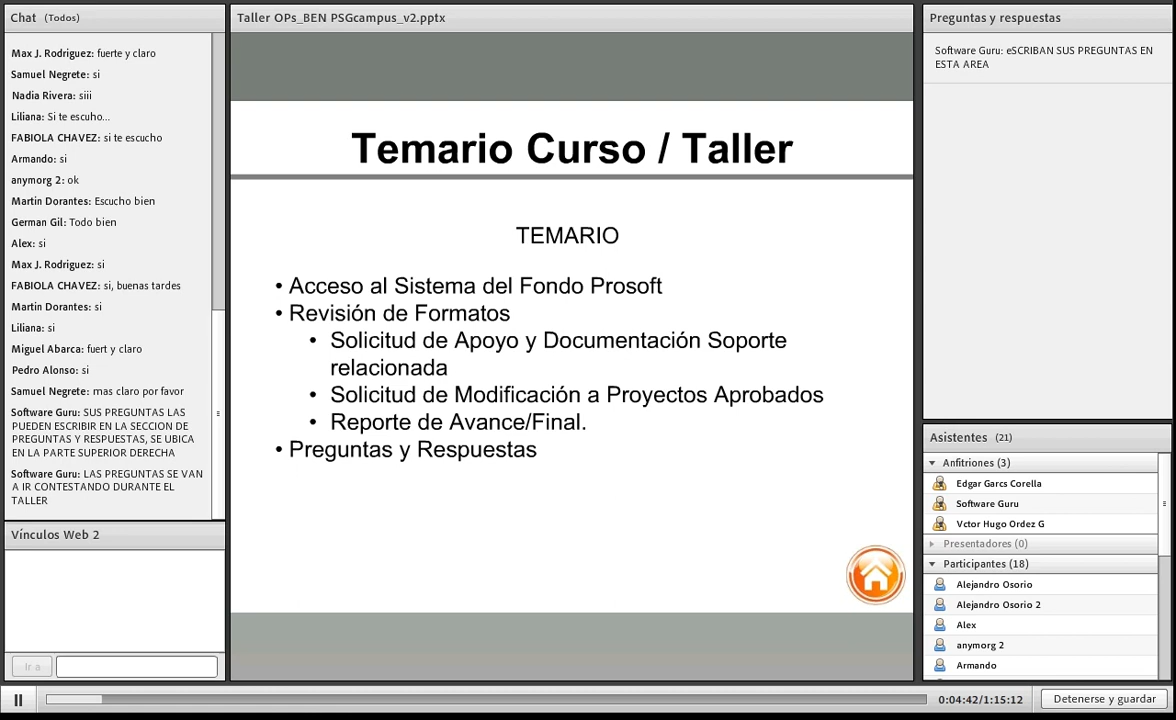 Chat (Todos)
Max J. Rodriguez: fuerte y claro
Samuel Negrete: si
Nadia Rivera: siii
Liliana: Si te escuho...
FABIOLA CHAVEZ: si te escucho
Armando: si
anymorg 2: ok
Martin Dorantes: Escucho bien
German Gil: Todo bien
Alex: si
Max J. Rodriguez: si
FABIOLA CHAVEZ: si, buenas tardes
Martin Dorantes: si
Liliana: si
Miguel Abarca: fuert y claro
Pedro Alonso: si
Samuel Negrete: mas claro por favor
Software Guru: SUS PREGUNTAS LAS
PUEDEN ESCRIBIR EN LA SECCION DE
PREGUNTAS Y RESPUESTAS, SE UBICA
EN LA PARTE SUPERIOR DERECHA
Software Guru: LAS PREGUNTAS SE VAN
A IR CONTESTANDO DURANTE EL
TALLER
Vínculos Web 2
Ir a
Taller OPs_BEN PSGcampus_v2.pptx
Temario Curso / Taller
TEMARIO
• Acceso al Sistema del Fondo Prosoft
• Revisión de Formatos
• Solicitud de Apoyo y Documentación Soporte
relacionada
• Solicitud de Modificación a Proyectos Aprobados
• Reporte de Avance/Final.
• Preguntas y Respuestas
Preguntas y respuestas
Software Guru: eSCRIBAN SUS PREGUNTAS EN
ESTA AREA
Asistentes (21)
Anfitriones (3)
Edgar Garcs Corella
Software Guru
Vctor Hugo Ordez G
Presentadores (0)
Participantes (18)
Alejandro Osorio
Alejandro Osorio 2
Alex
anymorg 2
Armando
0:04:42/1:15:12
Detenerse y guardar